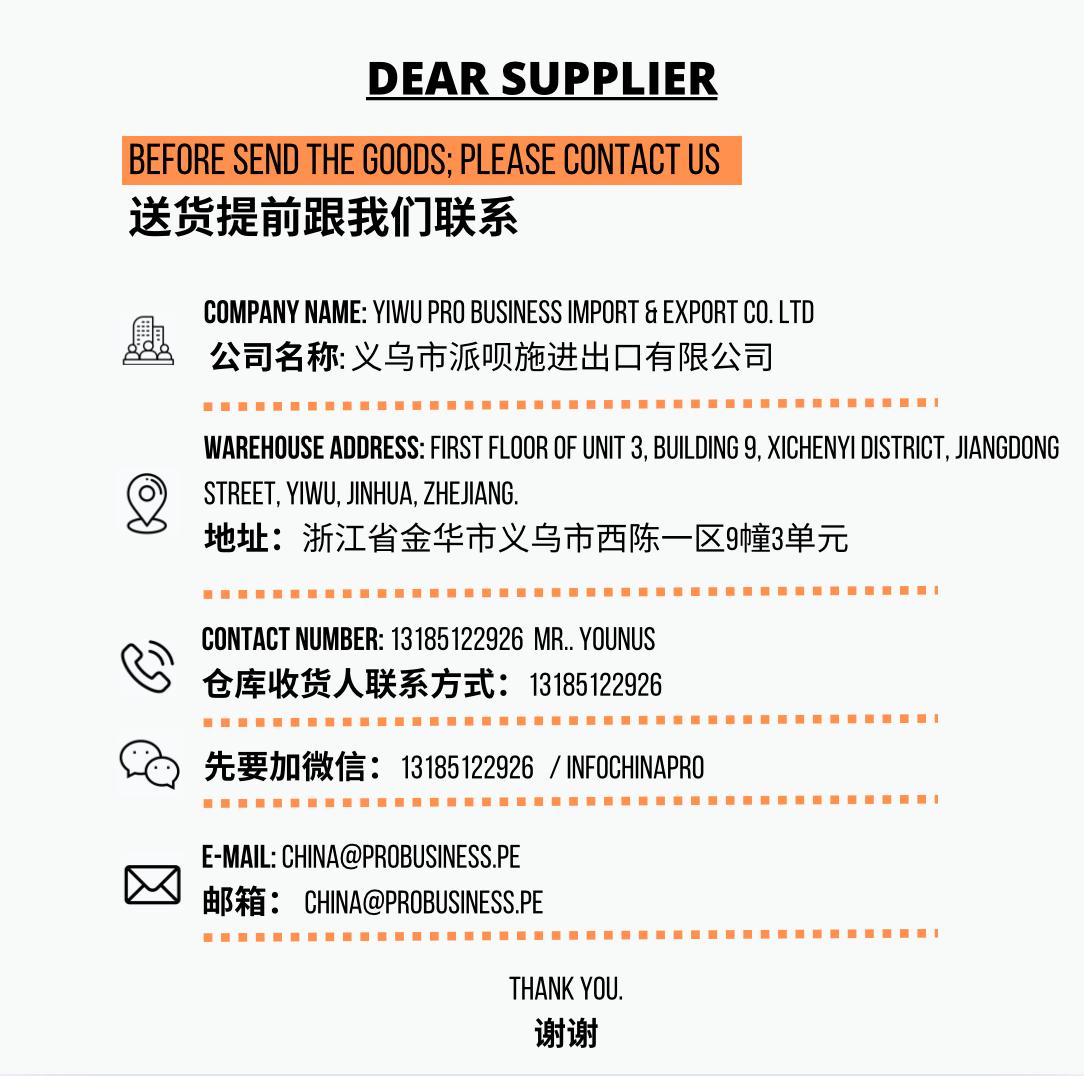 DEAR SUPPLIER
BEFORE SEND THE GOODS; PLEASE CONTACT US
送货提前跟我们联系
COMPANY NAME: YIWU PRO BUSINESS IMPORT & EXPORT CO. LTD
公司名称: 义乌市派呗施进出口有限公司
WAREHOUSE ADDRESS: FIRST FLOOR OF UNIT 3, BUILDING 9, XICHENYI DISTRICT, JIANGDONG
STREET, YIWU, JINHUA, ZHEJIANG.
地址：浙江省金华市义乌市西陈一区9幢3单元
CONTACT NUMBER: 13185122926 MR.. YOUNUS
仓库收货人联系方式：13185122926
先要加微信：13185122926 / INFOCHINAPRO
E-MAIL: CHINA@PROBUSINESS.PE
邮箱： CHINA@PROBUSINESS.PE
THANK YOU.
谢谢